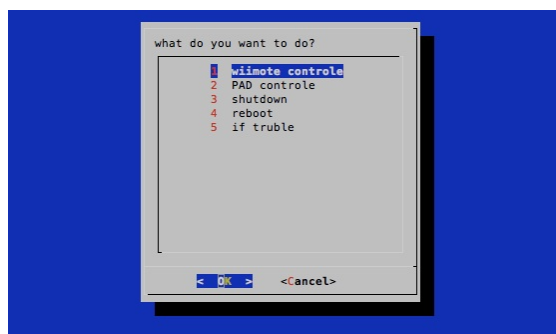 what do you want to do?
1 wiimote controle
2 PAD controle
3 shutdown
4 reboot
5 if truble
< OK > <Cancel>